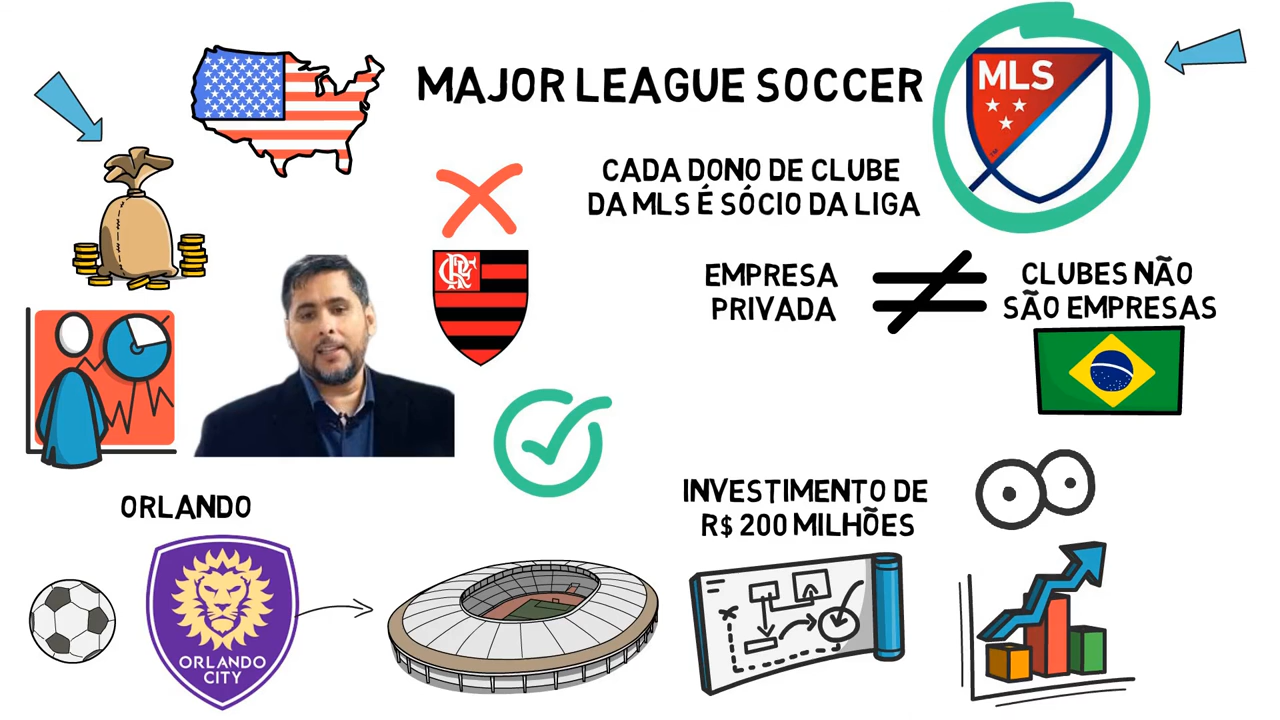 MAJOR LEAGUE SOCCER
MLS
CADA DONO DE CLUBE
DA MLS É SÓCIO DA LIGA
CRF
EMPRESA
PRIVADA
CLUBES NÃO
SÃO EMPRESAS
ORLANDO
ORLANDO
CITY
INVESTIMENTO DE
R$ 200 MILHÕES